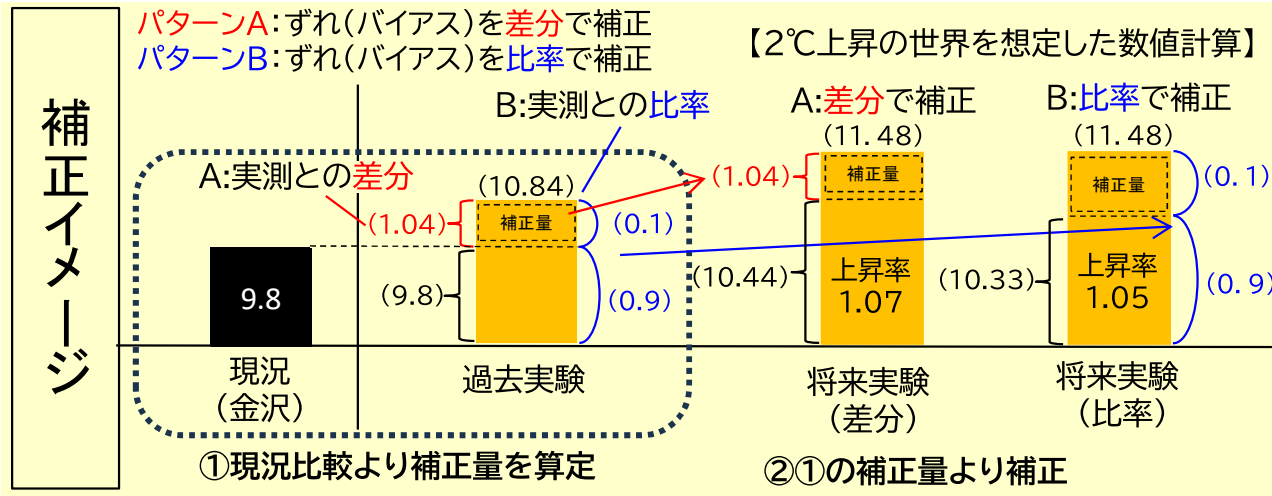 補正イメージ
パターンA：ずれ（バイアス）を差分で補正
パターンB：ずれ（バイアス）を比率で補正
【2℃上昇の世界を想定した数値計算】
B:実測との比率
A:差分で補正
B:比率で補正
(11.48)
(11.48)
A:実測との差分
(10.84)
(1.04)
補正量
(0.1)
(1.04)
補正量
補正量
(0.1)
9.8
(9.8)
(0.9)
(10.44)
上昇率
1.07
(10.33)
上昇率
1.05
(0.9)
現況
（金沢）
過去実験
将来実験
（差分）
将来実験
（比率）
①現況比較より補正量を算定
②①の補正量より補正